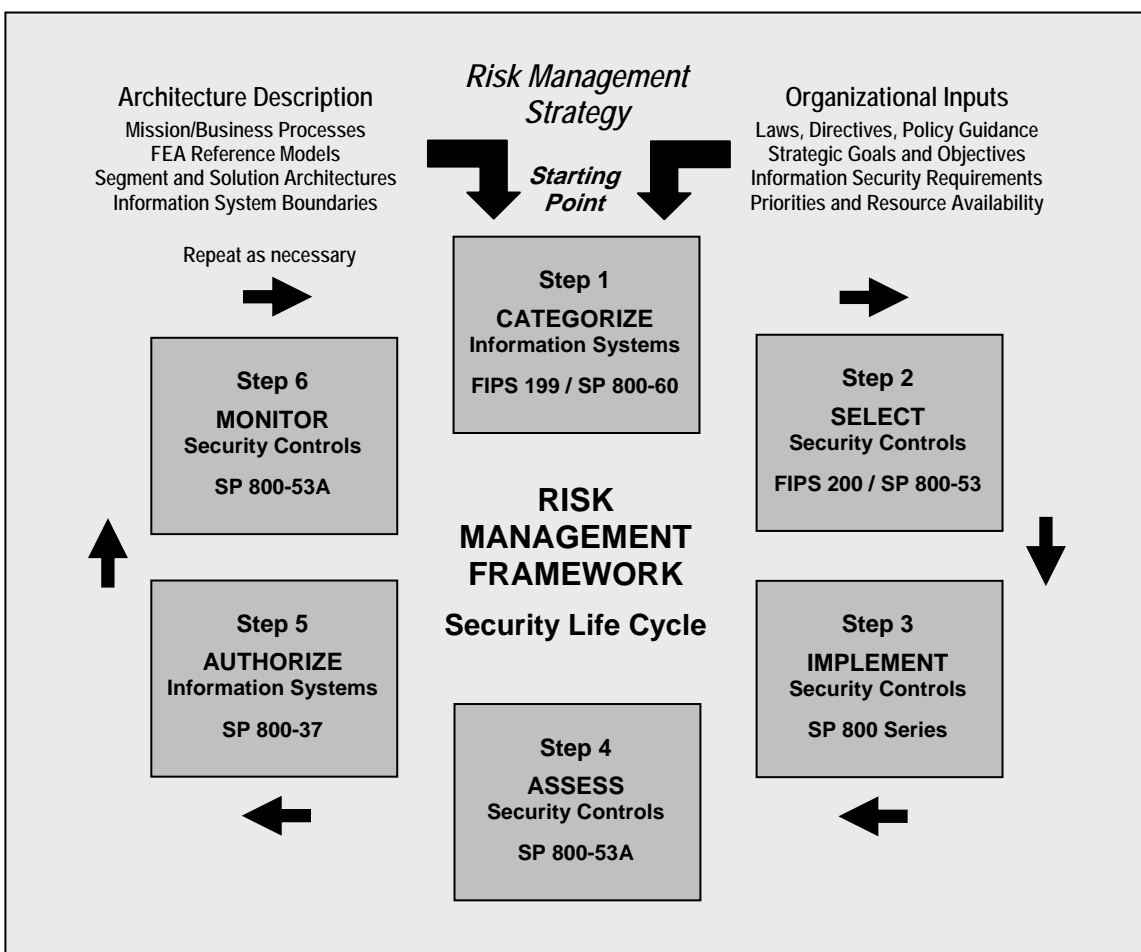 Risk Management
Strategy
Architecture Description
Mission/Business Processes
FEA Reference Models
Segment and Solution Architectures
Information System Boundaries
Organizational Inputs
Laws, Directives, Policy Guidance
Strategic Goals and Objectives
Information Security Requirements
Priorities and Resource Availability
Starting
Point
Repeat as necessary
Step 1
CATEGORIZE
Information Systems
FIPS 199 / SP 800-60
Step 2
SELECT
Security Controls
FIPS 200 / SP 800-53
Step 3
IMPLEMENT
Security Controls
SP 800 Series
Step 4
ASSESS
Security Controls
SP 800-53A
Step 5
AUTHORIZE
Information Systems
SP 800-37
Step 6
MONITOR
Security Controls
SP 800-53A
RISK
MANAGEMENT
FRAMEWORK
Security Life Cycle